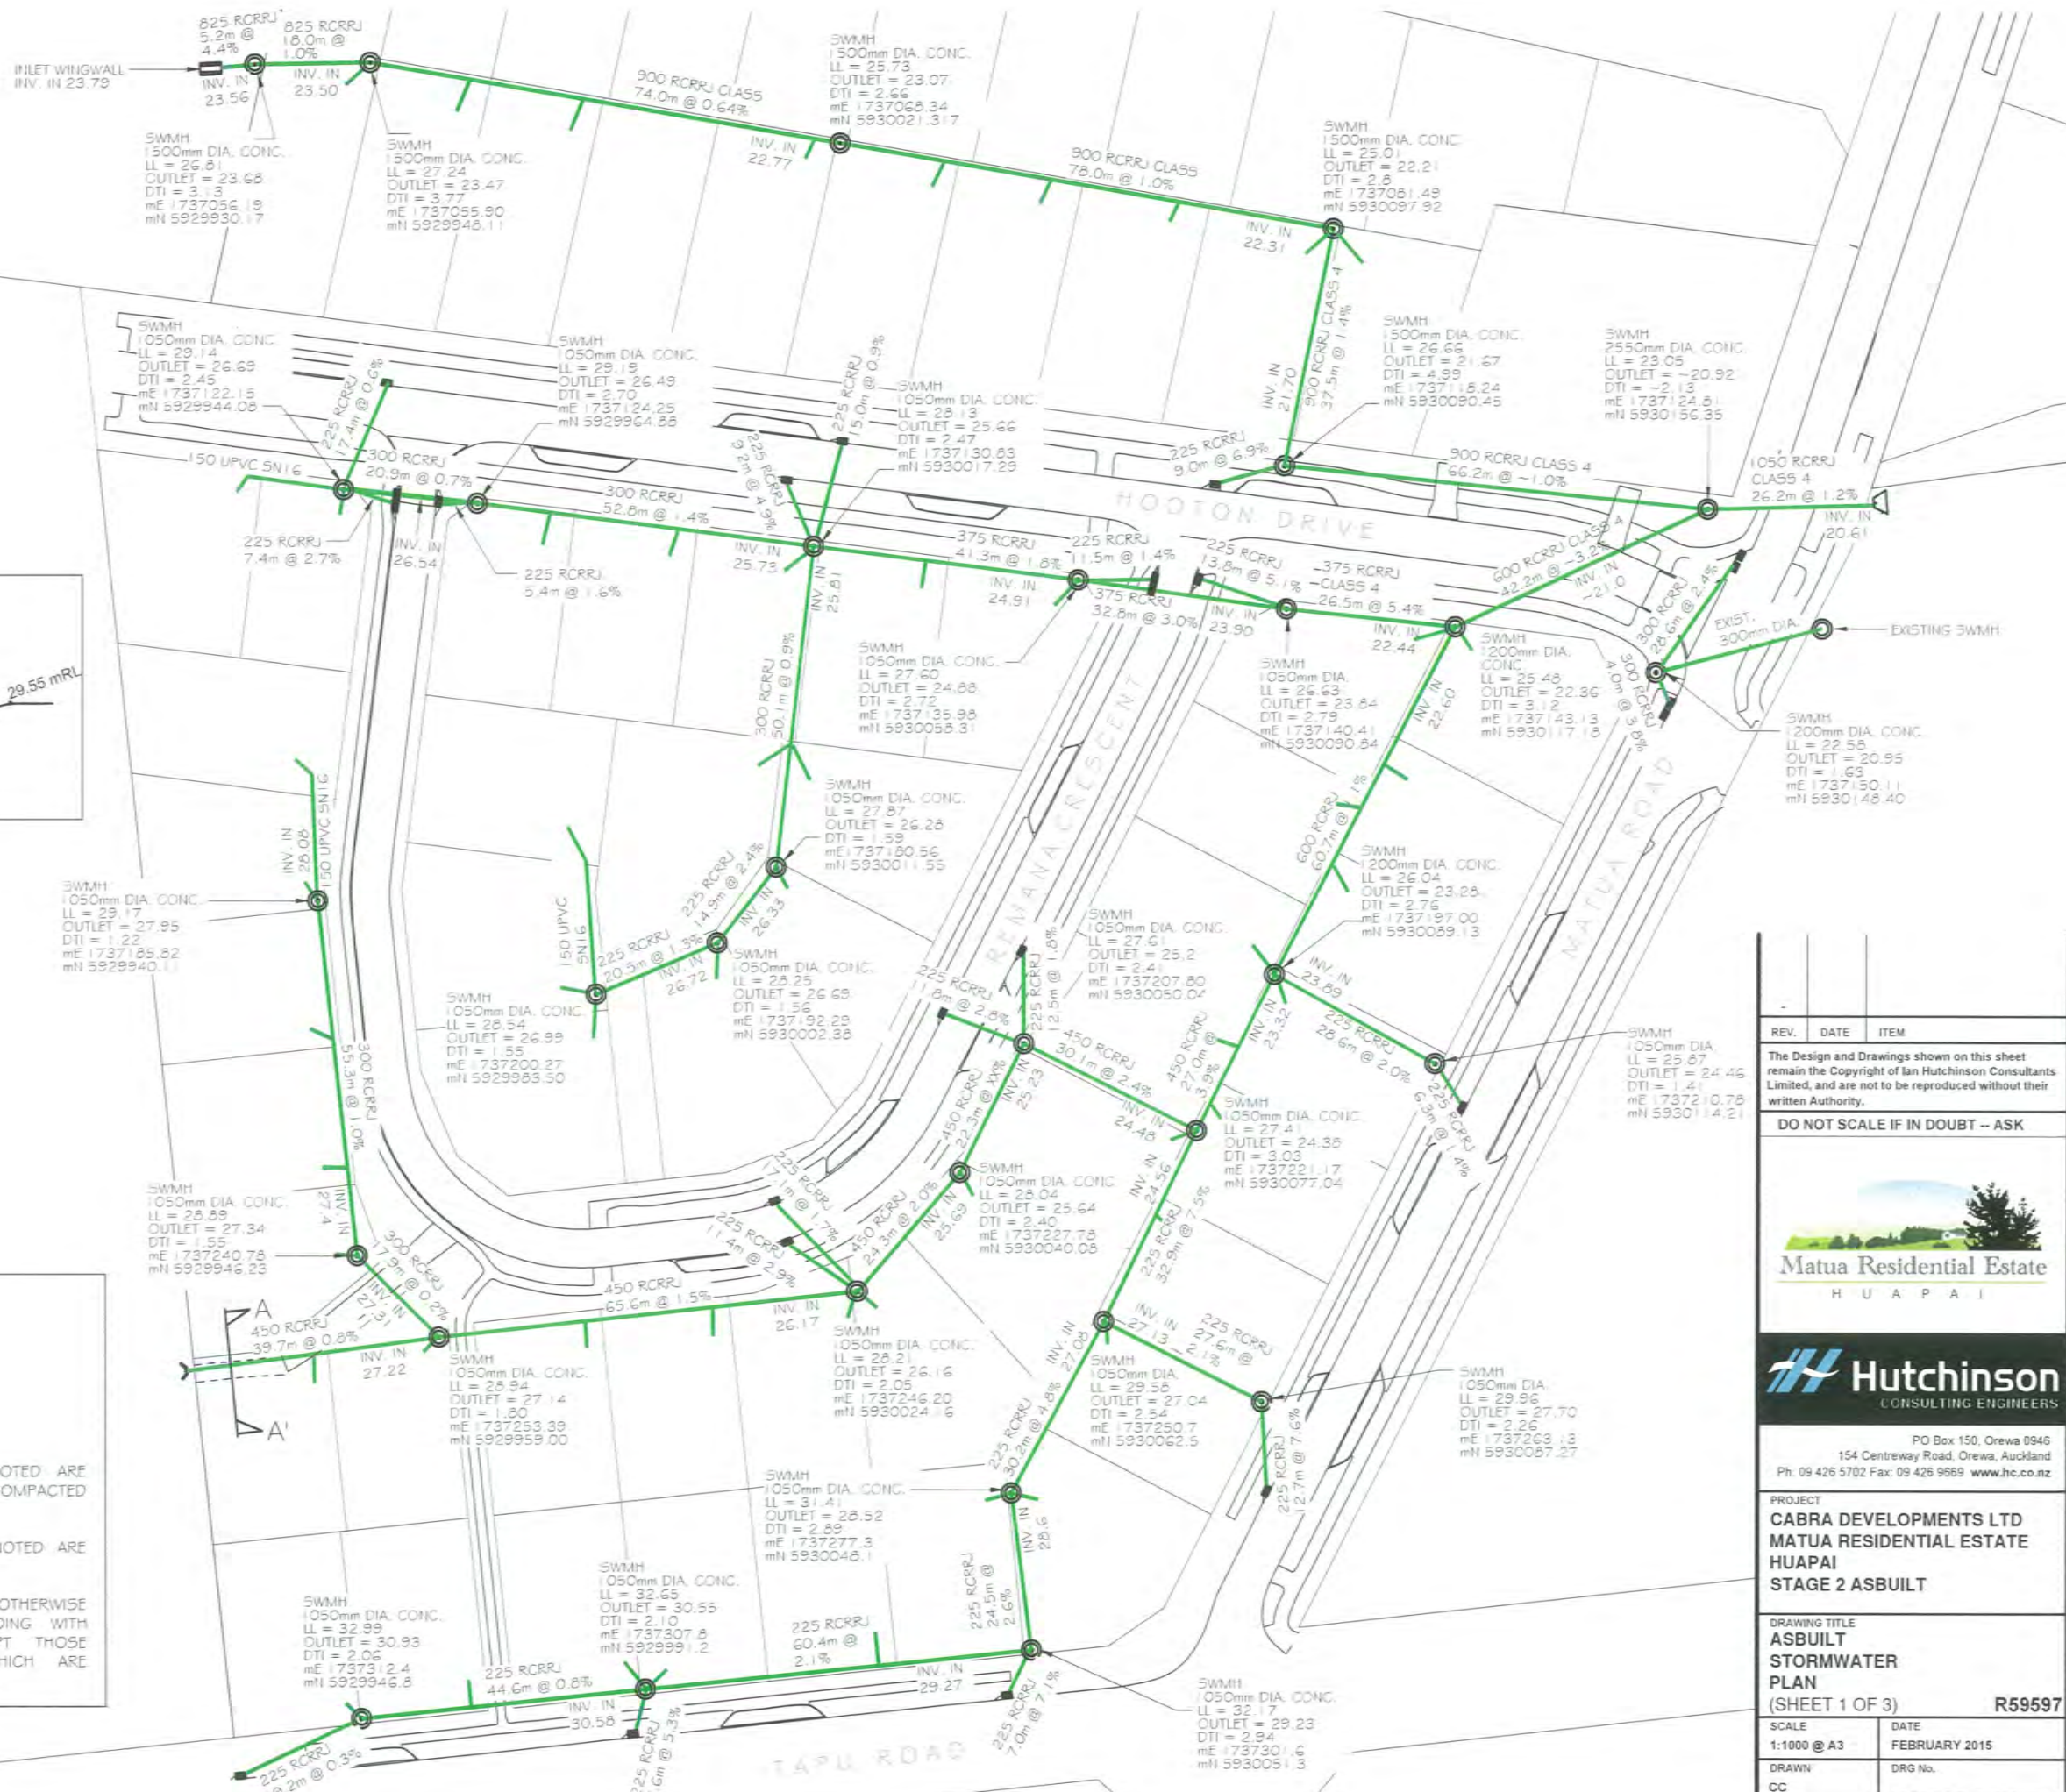 825 RCRRJ
5.2m @
4.4%
825 RCRRJ
18.0m @
1.0%
INLET WINGWALL
INV. IN 23.79
INV. IN
23.56
INV. IN
23.50
SWMH
1500mm DIA. CONC.
LL = 26.81
OUTLET = 23.68
DTI = 3.13
mE 1737056.19
mN 5929930.17
SWMH
1500mm DIA. CONC.
LL = 27.24
OUTLET = 23.47
DTI = 3.77
mE 1737055.90
mN 5929948.11
900 RCRRJ CLASS
74.0m @ 0.64%
INV. IN
22.77
SWMH
1500mm DIA. CONC.
LL = 25.73
OUTLET = 23.07
DTI = 2.66
mE 1737068.34
mN 5930021.317
900 RCRRJ CLASS
78.0m @ 1.0%
INV. IN
22.31
SWMH
1500mm DIA. CONC.
LL = 25.01
OUTLET = 22.21
DTI = 2.8
mE 1737081.49
mN 5930097.92
INV. IN
21.70
900 RCRRJ CLASS 4
37.5m @ 1.4%
SWMH
1500mm DIA. CONC.
LL = 26.66
OUTLET = 21.67
DTI = 4.99
mE 1737118.24
mN 5930090.45
SWMH
2550mm DIA. CONC.
LL = 23.05
OUTLET = ~20.92
DTI = ~2.13
mE 1737124.81
mN 5930156.35
SWMH
1050mm DIA. CONC.
LL = 29.14
OUTLET = 26.69
DTI = 2.45
mE 1737122.15
mN 5929944.08
225 RCRRJ
17.4m @ 0.6%
SWMH
1050mm DIA. CONC.
LL = 29.19
OUTLET = 26.49
DTI = 2.70
mE 1737124.25
mN 5929964.88
225 RCRRJ
15.0m @ 0.9%
225 RCRRJ
9.2m @ 4.9%
SWMH
1050mm DIA. CONC.
LL = 28.13
OUTLET = 25.66
DTI = 2.47
mE 1737130.83
mN 5930017.29
225 RCRRJ
9.0m @ 6.9%
900 RCRRJ CLASS 4
66.2m @ ~1.0%
1050 RCRRJ
CLASS 4
26.2m @ 1.2%
INV. IN
20.61
150 UPVC SN16
300 RCRRJ
20.9m @ 0.7%
300 RCRRJ
52.8m @ 1.4%
HOOTON DRIVE
225 RCRRJ
7.4m @ 2.7%
INV. IN
26.54
225 RCRRJ
5.4m @ 1.6%
INV. IN
25.73
INV. IN
25.81
375 RCRRJ
41.3m @ 1.8%
225 RCRRJ
11.5m @ 1.4%
225 RCRRJ
13.8m @ 5.1%
375 RCRRJ
CLASS 4
26.5m @ 5.4%
600 RCRRJ CLASS 4
42.2m @ ~3.2%
INV. IN
~21.0
INV. IN
24.91
375 RCRRJ
32.8m @ 3.0%
INV. IN
23.90
INV. IN
22.44
300 RCRRJ
28.6m @ 2.4%
EXIST.
300mm DIA.
EXISTING SWMH
300 RCRRJ
4.0m @ 3.8%
29.55 mRL
300 RCRRJ
50.1m @ 0.9%
SWMH
1050mm DIA. CONC.
LL = 27.60
OUTLET = 24.88
DTI = 2.72
mE 1737135.98
mN 5930058.31
SWMH
1050mm DIA.
LL = 26.63
OUTLET = 23.84
DTI = 2.79
mE 1737140.41
mN 5930090.84
INV. IN
22.60
SWMH
1200mm DIA.
CONC.
LL = 25.48
OUTLET = 22.36
DTI = 3.12
mE 1737143.13
mN 5930117.18
SWMH
1200mm DIA. CONC.
LL = 22.58
OUTLET = 20.95
DTI = 1.63
mE 1737150.11
mN 5930148.40
INV. IN
28.08
150 UPVC SN16
SWMH
1050mm DIA. CONC.
LL = 27.87
OUTLET = 26.28
DTI = 1.59
mE 1737180.56
mN 5930011.55
REMANA CRESCENT
MATUA ROAD
SWMH
1050mm DIA. CONC.
LL = 29.17
OUTLET = 27.95
DTI = 1.22
mE 1737185.82
mN 5929940.11
225 RCRRJ
14.9m @ 2.4%
INV. IN
26.33
150 UPVC
SN16
225 RCRRJ
20.5m @ 1.3%
INV. IN
26.72
600 RCRRJ
60.7m @ 1.1%
SWMH
1200mm DIA. CONC.
LL = 26.04
OUTLET = 23.28
DTI = 2.76
mE 1737197.00
mN 5930089.13
SWMH
1050mm DIA. CONC.
LL = 27.61
OUTLET = 25.2
DTI = 2.41
mE 1737207.80
mN 5930050.04
SWMH
1050mm DIA. CONC.
LL = 28.25
OUTLET = 26.69
DTI = 1.56
mE 1737192.29
mN 5930002.38
SWMH
1050mm DIA. CONC.
LL = 28.54
OUTLET = 26.99
DTI = 1.55
mE 1737200.27
mN 5929983.50
225 RCRRJ
11.8m @ 2.8%
225 RCRRJ
12.5m @ 1.8%
INV. IN
23.89
225 RCRRJ
28.6m @ 2.0%
INV. IN
23.32
450 RCRRJ
27.0m @
3.9%
450 RCRRJ
30.1m @ 2.4%
INV. IN
24.48
225 RCRRJ
6.3m @ 1.4%
SWMH
1050mm DIA.
LL = 25.87
OUTLET = 24.46
DTI = 1.41
mE 1737210.78
mN 5930114.21
300 RCRRJ
55.3m @ 1.0%
450 RCRRJ
22.3m @ XX%
INV. IN
25.23
SWMH
1050mm DIA. CONC.
LL = 27.41
OUTLET = 24.38
DTI = 3.03
mE 1737221.17
mN 5930077.04
INV. IN
24.56
225 RCRRJ
32.9m @ 7.5%
SWMH
1050mm DIA. CONC.
LL = 28.89
OUTLET = 27.34
DTI = 1.55
mE 1737240.78
mN 5929946.23
INV. IN
27.4
225 RCRRJ
17.1m @ 1.7%
225 RCRRJ
11.4m @ 2.9%
450 RCRRJ
24.3m @ 2.0%
INV. IN
25.69
SWMH
1050mm DIA. CONC
LL = 28.04
OUTLET = 25.64
DTI = 2.40
mE 1737227.78
mN 5930040.08
300 RCRRJ
17.9m @ 0.2%
INV. IN
27.31
450 RCRRJ
65.6m @ 1.5%
INV. IN
26.17
A
450 RCRRJ
39.7m @ 0.8%
INV. IN
27.22
A'
SWMH
1050mm DIA. CONC.
LL = 28.94
OUTLET = 27.14
DTI = 1.80
mE 1737253.39
mN 5929959.00
SWMH
1050mm DIA. CONC.
LL = 28.21
OUTLET = 26.16
DTI = 2.05
mE 1737246.20
mN 5930024.16
INV. IN
27.08
225 RCRRJ
30.2m @ 4.8%
INV. IN
27.13
225 RCRRJ
27.6m @
2.1%
SWMH
1050mm DIA.
LL = 29.58
OUTLET = 27.04
DTI = 2.54
mE 1737250.7
mN 5930062.5
SWMH
1050mm DIA.
LL = 29.96
OUTLET = 27.70
DTI = 2.26
mE 1737263.13
mN 5930087.27
225 RCRRJ
12.7m @ 7.6%
OTED ARE
OMPACTED
NOTED ARE
OTHERWISE
DING WITH
PT THOSE
HICH ARE
SWMH
1050mm DIA. CONC.
LL = 31.41
OUTLET = 28.52
DTI = 2.89
mE 1737277.3
mN 5930048.1
INV. IN
28.6
225 RCRRJ
24.5m @
2.6%
SWMH
1050mm DIA. CONC.
LL = 32.99
OUTLET = 30.93
DTI = 2.06
mE 1737312.4
mN 5929946.8
SWMH
1050mm DIA. CONC.
LL = 32.65
OUTLET = 30.55
DTI = 2.10
mE 1737307.8
mN 5929991.2
225 RCRRJ
60.4m @
2.1%
225 RCRRJ
44.6m @ 0.8%
INV. IN
30.58
INV. IN
29.27
225 RCRRJ
7.0m @ 7.1%
SWMH
1050mm DIA. CONC.
LL = 32.17
OUTLET = 29.23
DTI = 2.94
mE 1737301.6
mN 5930051.3
225 RCRRJ
.2m @ 0.3%
225 RCRRJ
.6m @ 5.3%
TAPU ROAD
-
REV. DATE ITEM
The Design and Drawings shown on this sheet
remain the Copyright of Ian Hutchinson Consultants
Limited, and are not to be reproduced without their
written Authority.
DO NOT SCALE IF IN DOUBT -- ASK
Matua Residential Estate
HUAPAI
Hutchinson
CONSULTING ENGINEERS
PO Box 150, Orewa 0946
154 Centreway Road, Orewa, Auckland
Ph: 09 426 5702 Fax: 09 426 9669 www.hc.co.nz
PROJECT
CABRA DEVELOPMENTS LTD
MATUA RESIDENTIAL ESTATE
HUAPAI
STAGE 2 ASBUILT
DRAWING TITLE
ASBUILT
STORMWATER
PLAN
(SHEET 1 OF 3) R59597
SCALE DATE
1:1000 @ A3 FEBRUARY 2015
DRAWN DRG No.
CC